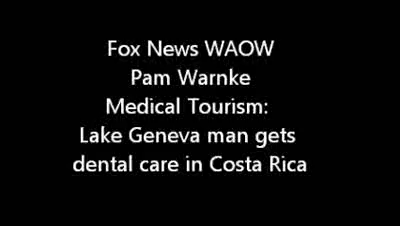 Fox News WAOW
Pam Warnke
Medical Tourism:
Lake Geneva man gets
dental care in Costa Rica